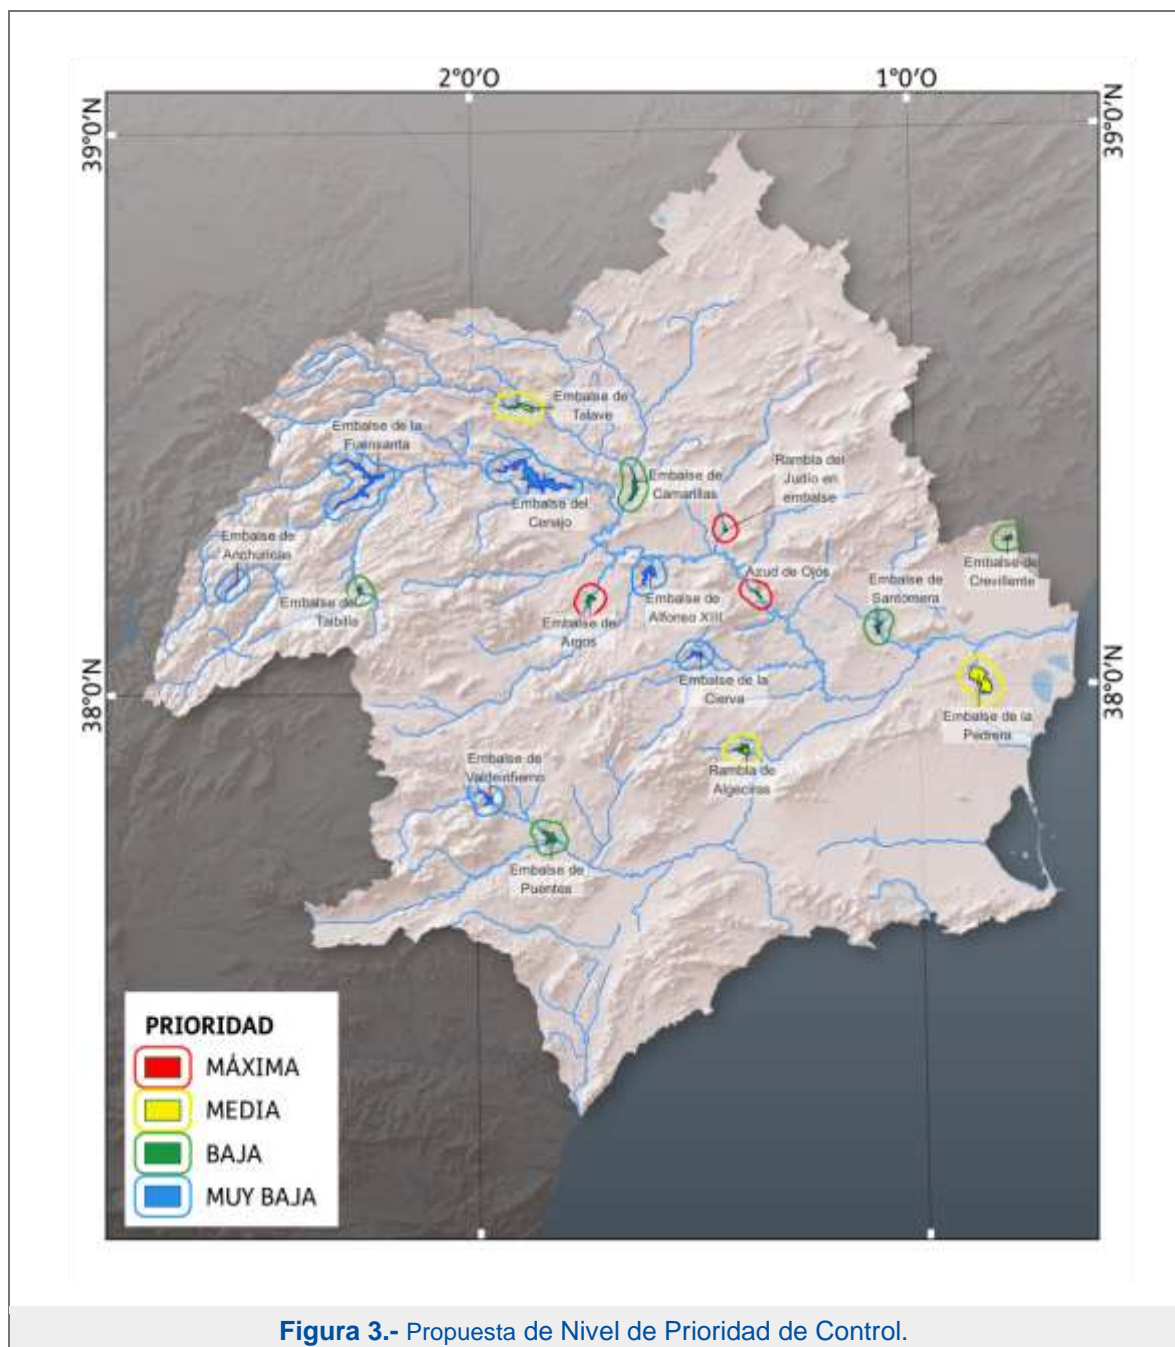 2°0'O
1°0'O
39°0'N
39°0'N
Embalse de
Talave
Embalse de la
Fuensanta
Rambla del
Judío en
embalse
Embalse de
Camarillas
Embalse del
Cenajo
Embalse de
Anchuricas
Embalse de
Crevillente
Azud de Ojós
Embalse de
Santomera
Embalse del
Taibilla
Embalse de
Alfonso XIII
Embalse de
Argos
38°0'N
38°0'N
Embalse de la
Cierva
Embalse de la
Pedrera
Embalse de
Valdeinfierno
Rambla de
Algeciras
Embalse de
Puentes
PRIORIDAD
MÁXIMA
MEDIA
BAJA
MUY BAJA
Figura 3.- Propuesta de Nivel de Prioridad de Control.